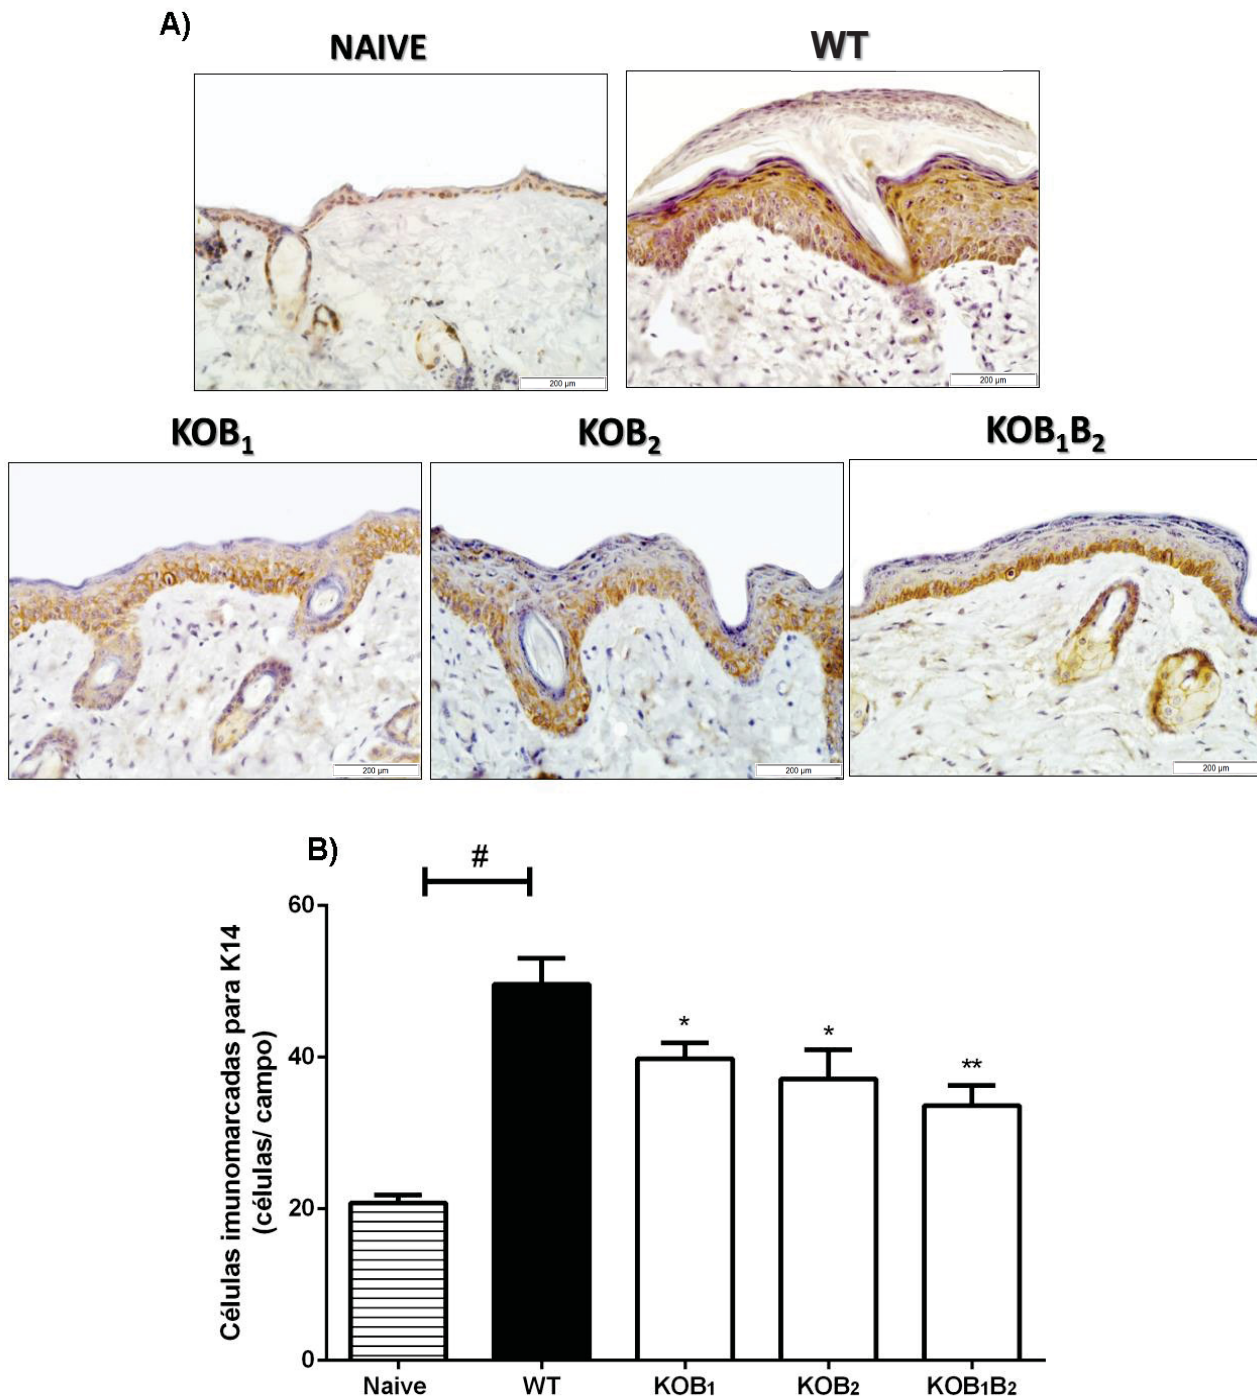 A)
NAIVE
WT
200 µm
200 µm
KOB₁
KOB₂
KOB₁B₂
200 µm
200 µm
200 µm
B)
#
Células imunomarcadas para K14
(células/ campo)
60
40
20
0
*
*
**
Naive
WT
KOB₁
KOB₂
KOB₁B₂